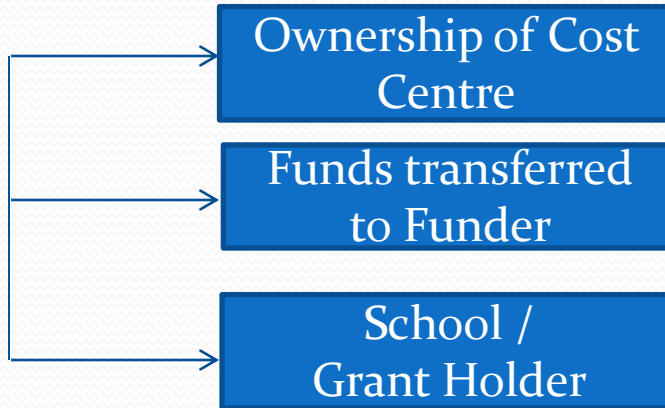 Ownership of Cost
Centre
Funds transferred
to Funder
School /
Grant Holder